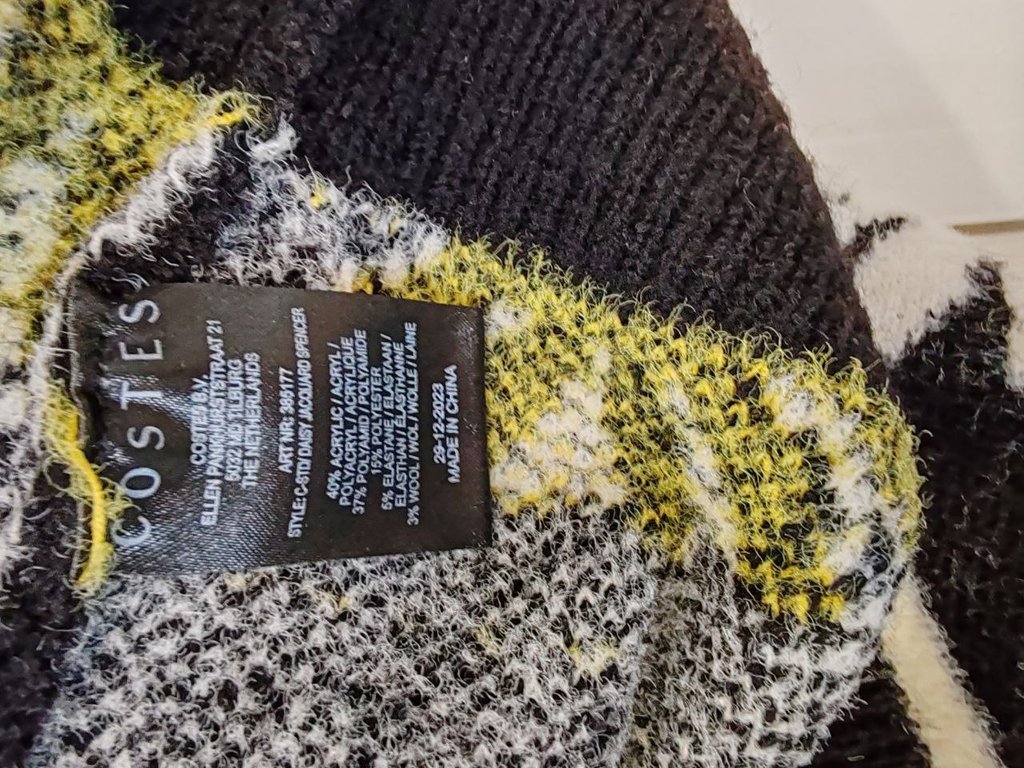 COSTES
COSTES B.V.
ELLEN PANKHURSTSTRAAT 21
5032 MD TILBURG
THE NETHERLANDS
ART NR: 385177
STYLE: C-STD/ DAISY JACQUARD SPENCER
40% ACRYLIC / ACRYL /
POLYACRYL / ACRYLIQUE
37% POLYAMID / POLYAMIDE
15% POLYESTER
5% ELASTANE / ELASTAAN /
ELASTHAN / ÉLASTHANNE
3% WOOL / WOL / WOLLE / LAINE
29-12-2023
MADE IN CHINA